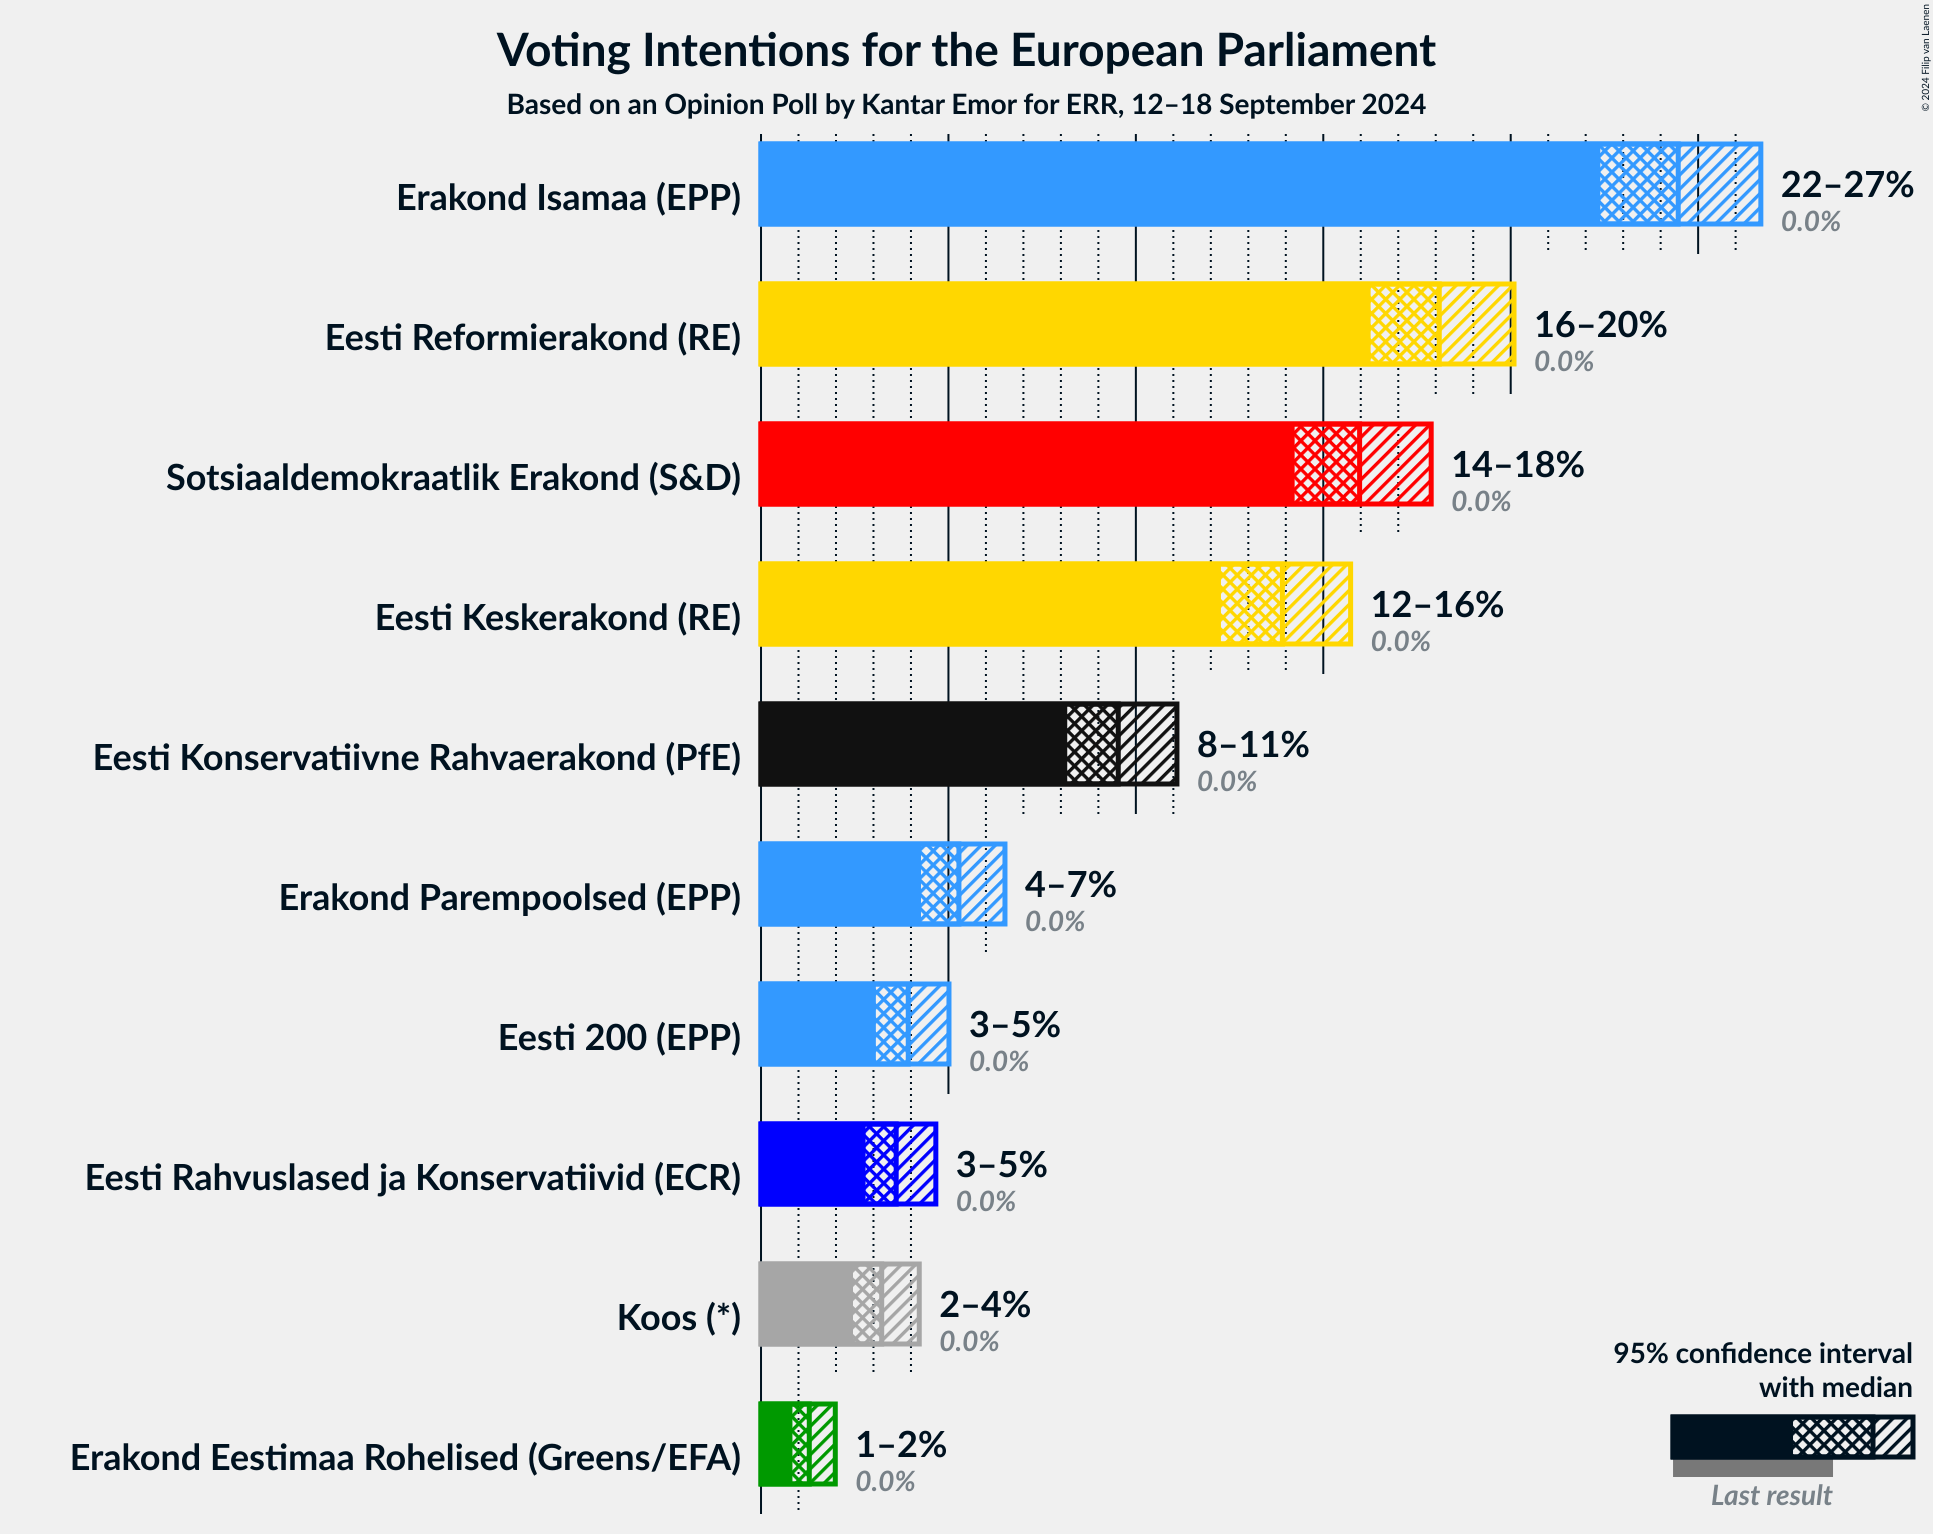 Voting Intentions for the European Parliament
Based on an Opinion Poll by Kantar Emor for ERR, 12–18 September 2024
© 2024 Filip van Laenen
Erakond Isamaa (EPP)
22–27%
0.0%
Eesti Reformierakond (RE)
16–20%
0.0%
Sotsiaaldemokraatlik Erakond (S&D)
14–18%
0.0%
Eesti Keskerakond (RE)
12–16%
0.0%
Eesti Konservatiivne Rahvaerakond (PfE)
8–11%
0.0%
Erakond Parempoolsed (EPP)
4–7%
0.0%
Eesti 200 (EPP)
3–5%
0.0%
Eesti Rahvuslased ja Konservatiivid (ECR)
3–5%
0.0%
Koos (*)
2–4%
0.0%
Erakond Eestimaa Rohelised (Greens/EFA)
1–2%
0.0%
95% confidence interval
with median
Last result